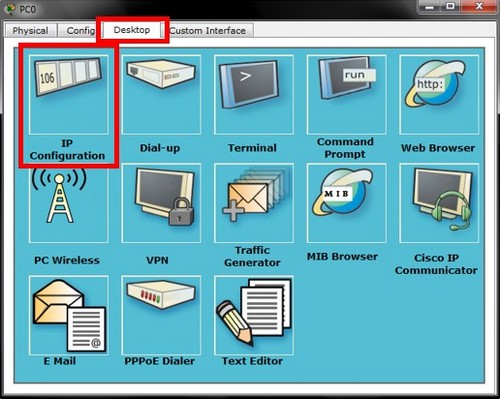 PC0
Physical Config Desktop Custom Interface
106
IP
Configuration
Dial-up
>
Terminal
run
Command
Prompt
http:
Web Browser
PC Wireless
VPN
Traffic
Generator
MIB
MIB Browser
Cisco IP
Communicator
@
E Mail
PPPoE Dialer
Text Editor